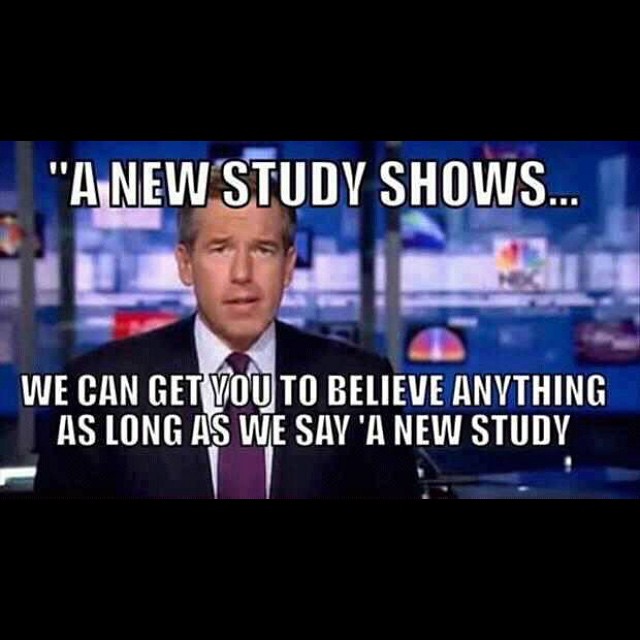 "A NEW STUDY SHOWS...
WE CAN GET YOU TO BELIEVE ANYTHING
AS LONG AS WE SAY 'A NEW STUDY